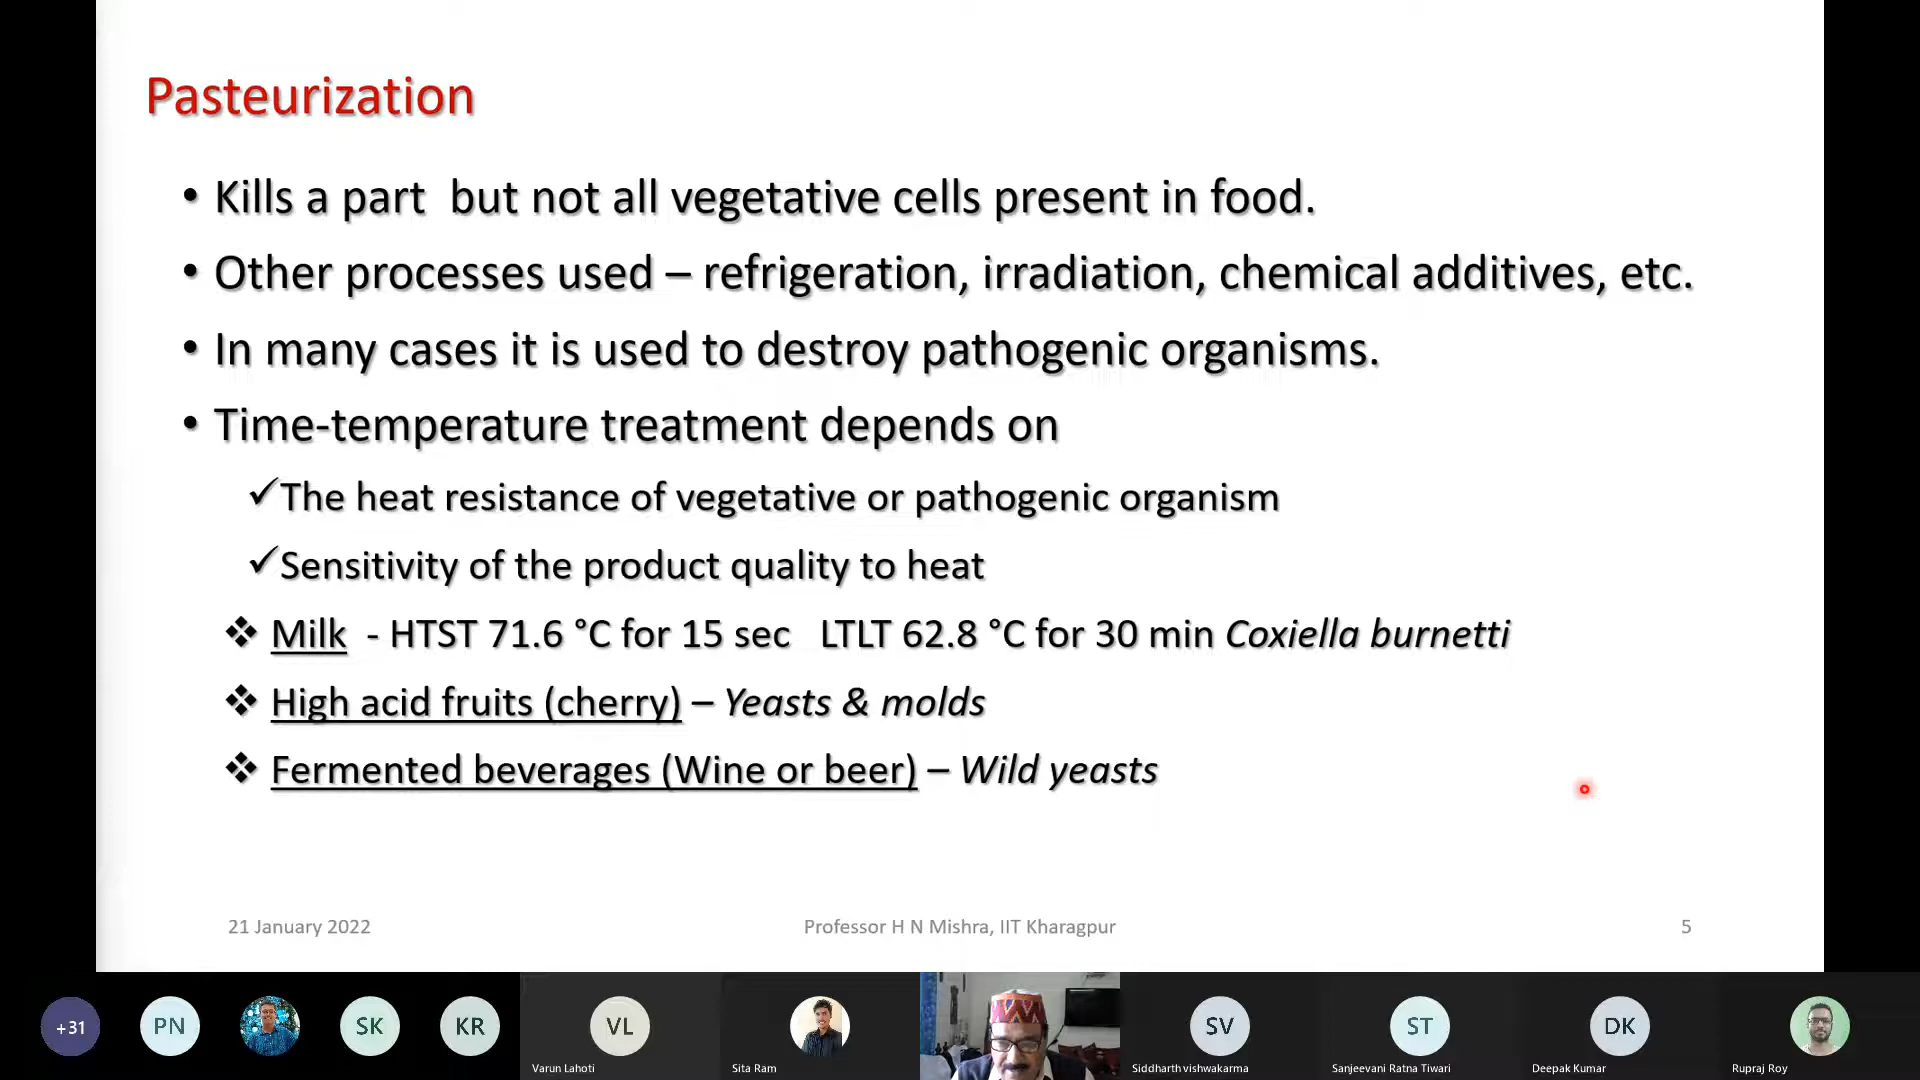 Pasteurization
• Kills a part  but not all vegetative cells present in food.
• Other processes used – refrigeration, irradiation, chemical additives, etc.
• In many cases it is used to destroy pathogenic organisms.
• Time-temperature treatment depends on
✓The heat resistance of vegetative or pathogenic organism
✓Sensitivity of the product quality to heat
❖ Milk  - HTST 71.6 °C for 15 sec   LTLT 62.8 °C for 30 min Coxiella burnetti
❖ High acid fruits (cherry) – Yeasts & molds
❖ Fermented beverages (Wine or beer) – Wild yeasts
21 January 2022
Professor H N Mishra, IIT Kharagpur
5
+31
PN
SK
KR
VL
SV
ST
DK
Varun Lahoti
Sita Ram
Siddharth vishwakarma
Sanjeevani Ratna Tiwari
Deepak Kumar
Rupraj Roy